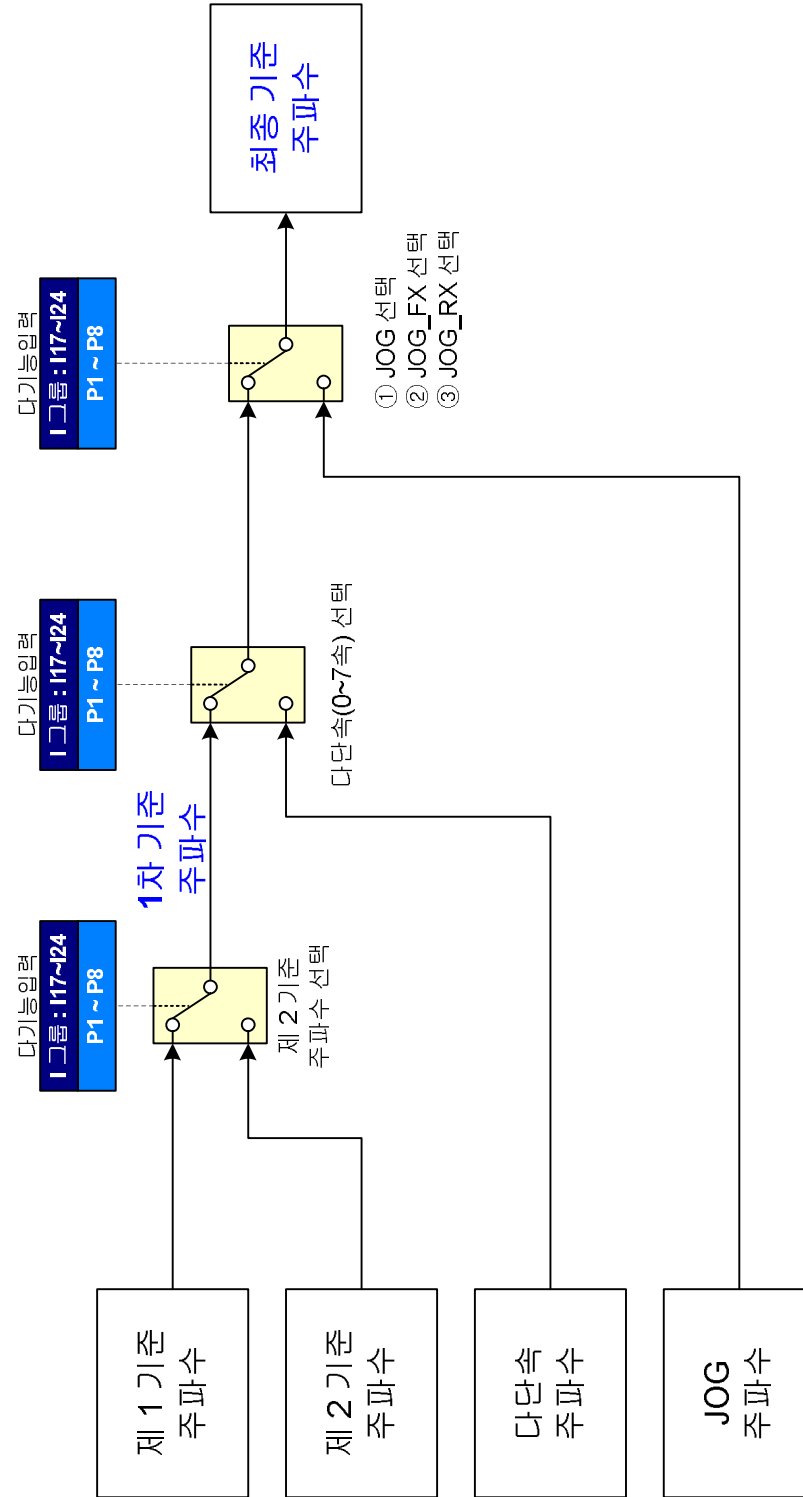 다기능입력
I 그룹 : I17~I24
P1 ~ P8
다기능입력
I 그룹 : I17~I24
P1 ~ P8
다기능입력
I 그룹 : I17~I24
P1 ~ P8
제 1 기준
주파수
제 2 기준
주파수
다단속
주파수
JOG
주파수
1차 기준
주파수
제 2 기준
주파수 선택
다단속(0~7속) 선택
① JOG 선택
② JOG_FX 선택
③ JOG_RX 선택
최종 기준
주파수